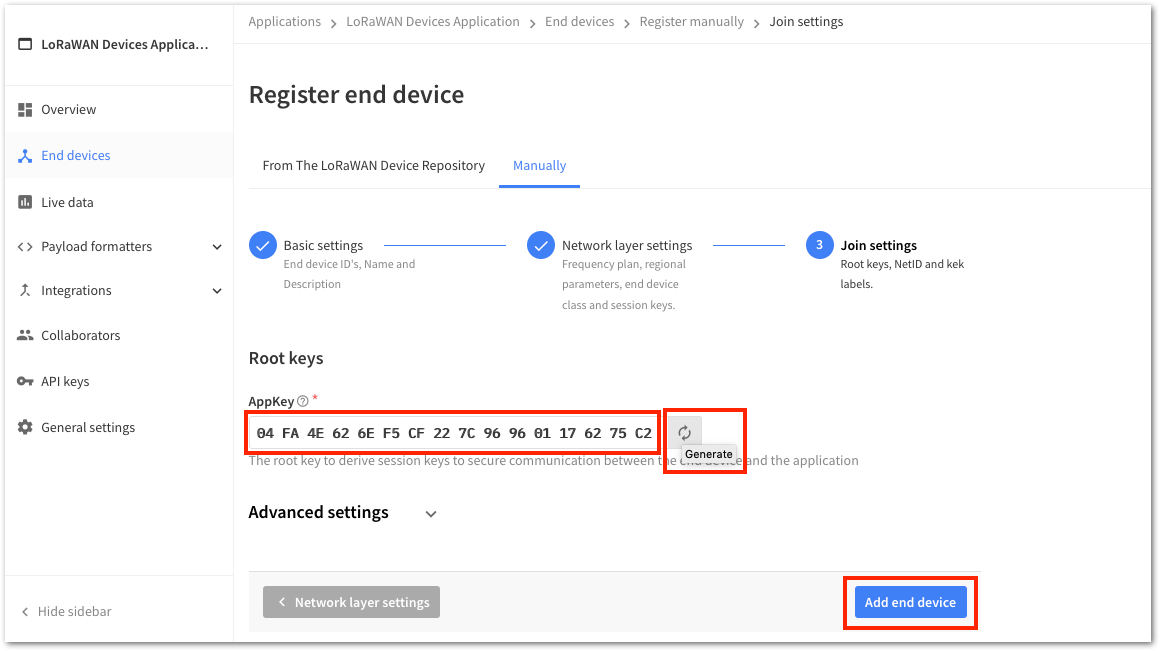 Applications > LoRaWAN Devices Application > End devices > Register manually > Join settings
LoRaWAN Devices Applica...
Overview
End devices
Live data
Payload formatters
Integrations
Collaborators
API keys
General settings
Hide sidebar
Register end device
From The LoRaWAN Device Repository
Manually
Basic settings
End device ID's, Name and
Description
Network layer settings
Frequency plan, regional
parameters, end device
class and session keys.
3
Join settings
Root keys, NetID and kek
labels.
Root keys
AppKey ? *
04 FA 4E 62 6E F5 CF 22 7C 96 96 01 17 62 75 C2
Generate
The root key to derive session keys to secure communication between the end device and the application
Advanced settings
Network layer settings
Add end device